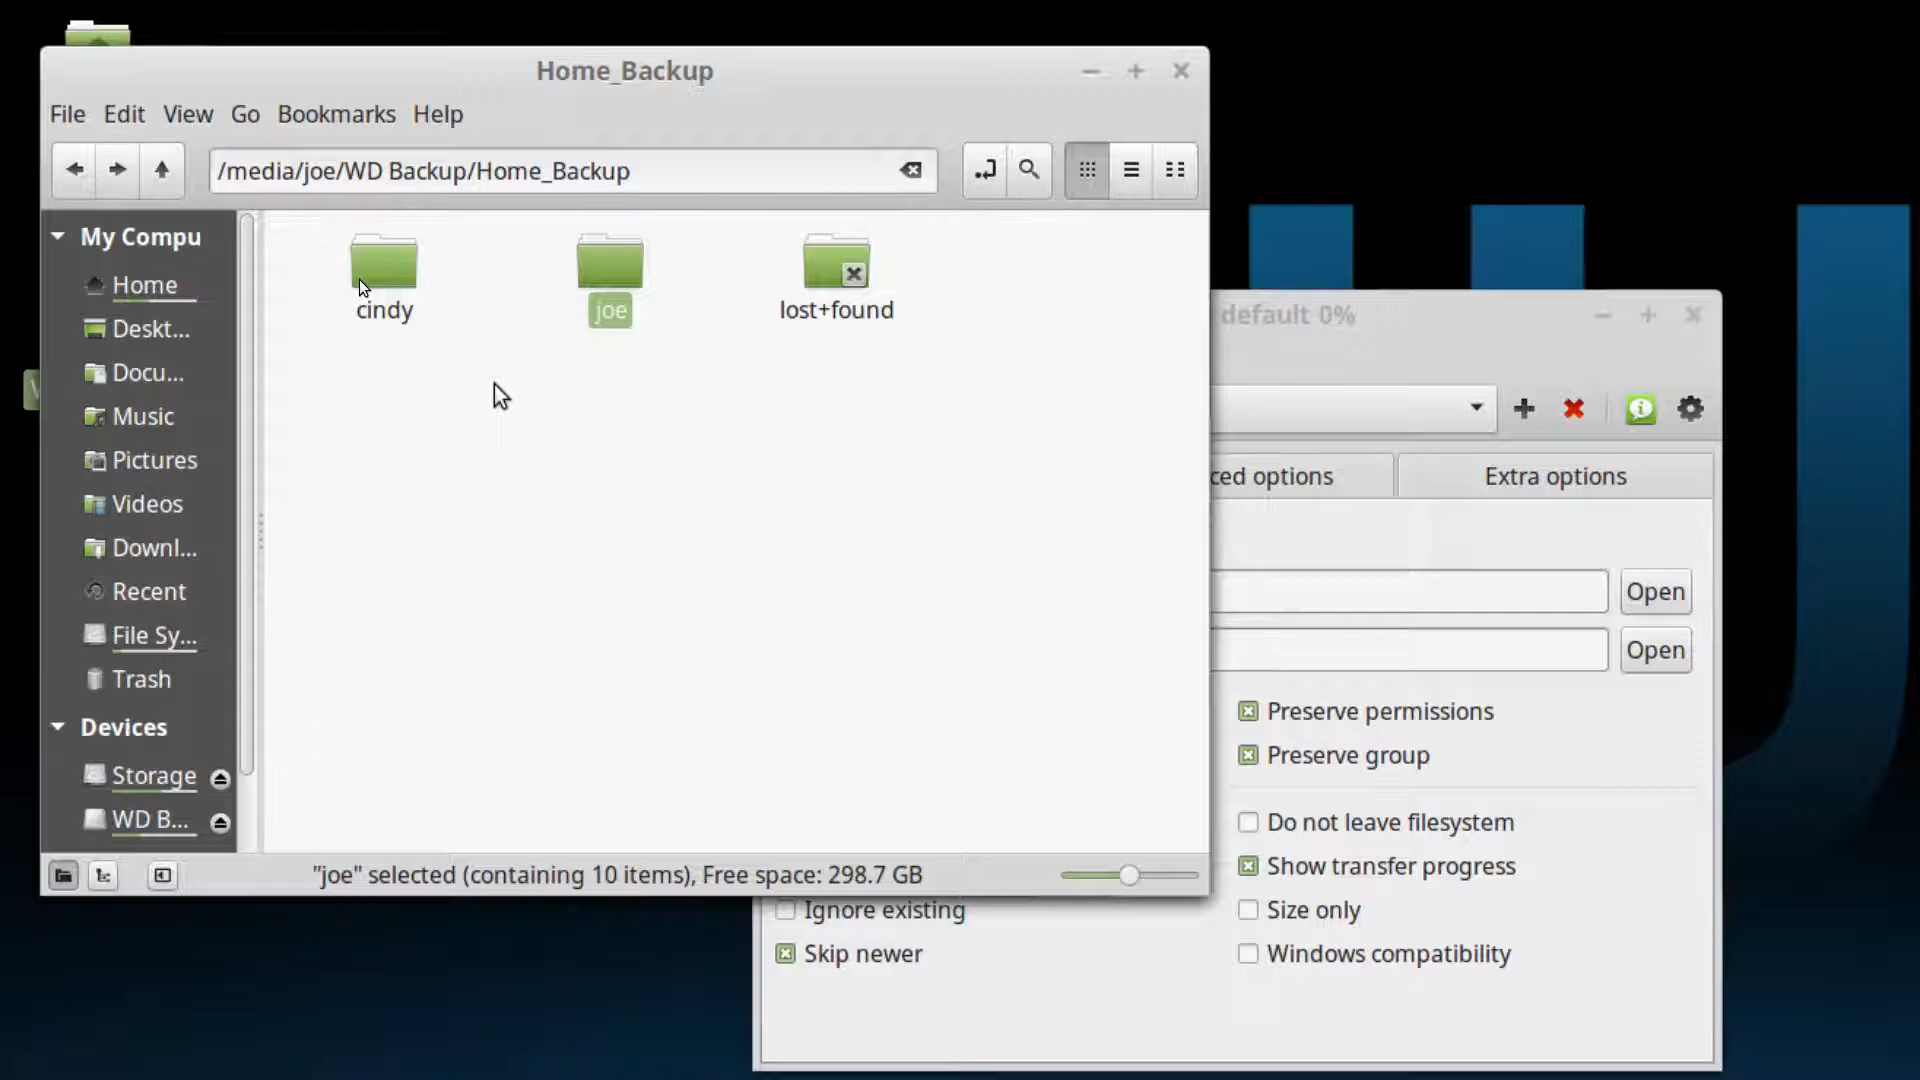 Home_Backup
File Edit View Go Bookmarks Help
/media/joe/WD Backup/Home_Backup
My Compu
Home
Deskt...
Docu...
Music
Pictures
Videos
Downl...
Recent
File Sy...
Trash
Devices
Storage
WD B...
cindy
joe
lost+found
"joe" selected (containing 10 items), Free space: 298.7 GB
default 0%
ced options
Extra options
Open
Open
Preserve permissions
Preserve group
Do not leave filesystem
Show transfer progress
Ignore existing
Size only
Skip newer
Windows compatibility